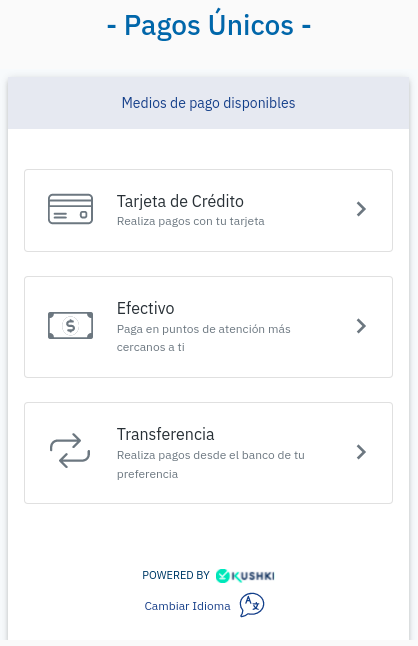 - Pagos Únicos -
Medios de pago disponibles
Tarjeta de Crédito
Realiza pagos con tu tarjeta
Efectivo
Paga en puntos de atención más
cercanos a ti
Transferencia
Realiza pagos desde el banco de tu
preferencia
POWERED BY KUSHKI
Cambiar Idioma